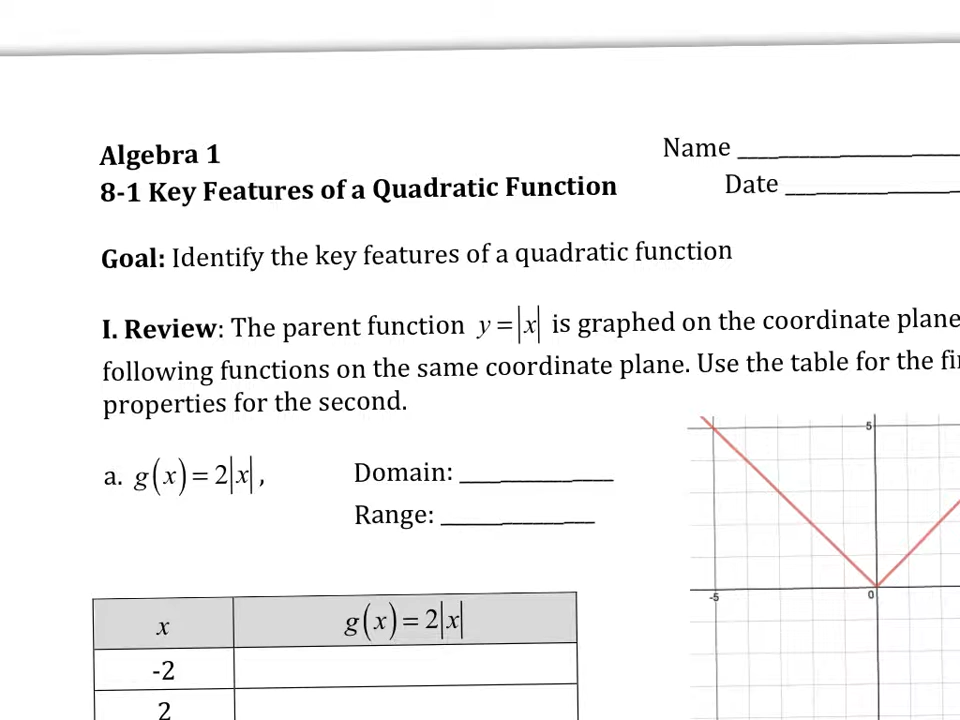 Algebra 1
Name
8-1 Key Features of a Quadratic Function
Date
Goal: Identify the key features of a quadratic function
I. Review: The parent function y = |x| is graphed on the coordinate plane
following functions on the same coordinate plane. Use the table for the
properties for the second.
a. g(x) = 2|x|,
Domain:
Range:
5
-5
0
x
g(x) = 2|x|
-2
2